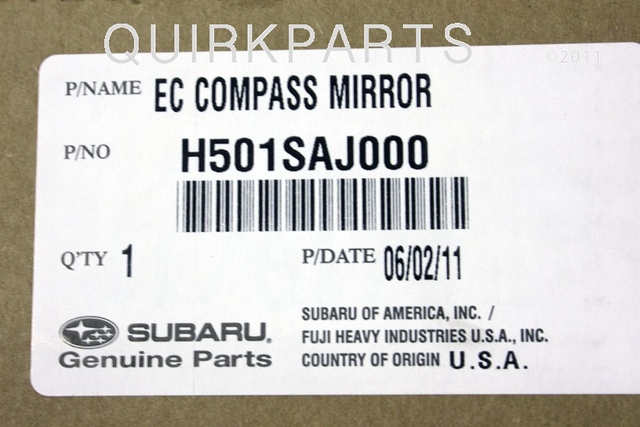 QUIRKPARTS
©2011
P/NAME EC COMPASS MIRROR
P/NO H501SAJ000
Q'TY 1 P/DATE 06/02/11
SUBARU OF AMERICA, INC. /
SUBARU. FUJI HEAVY INDUSTRIES U.S.A., INC.
Genuine Parts COUNTRY OF ORIGIN U.S.A.